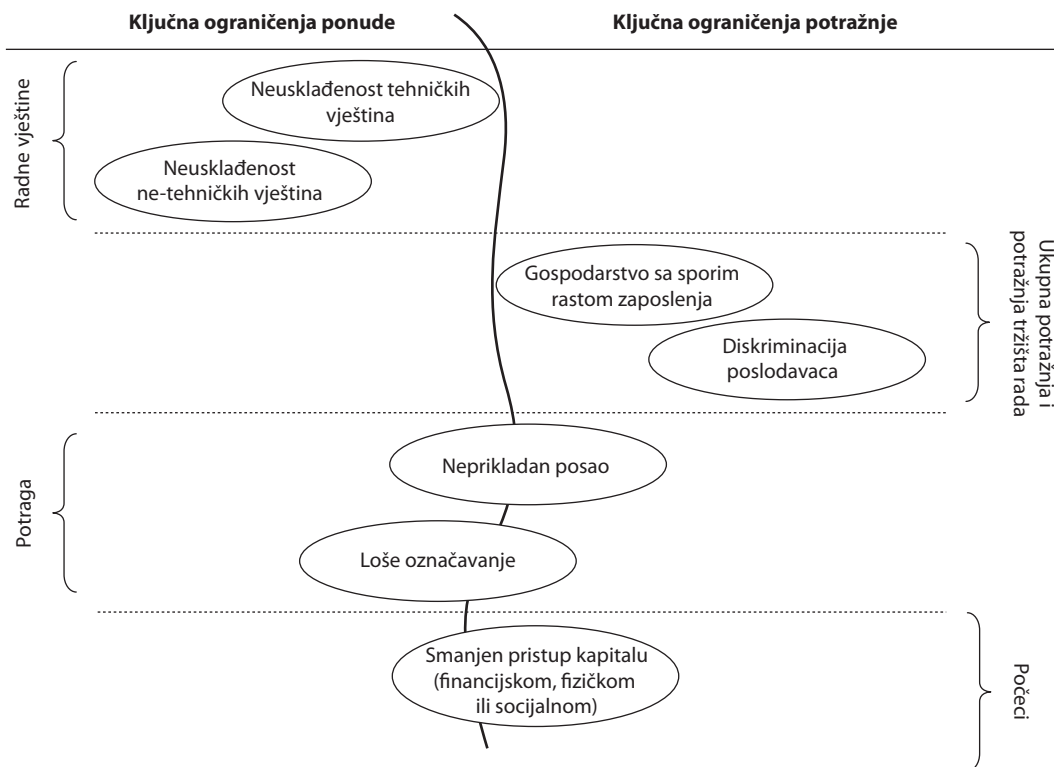 Ključna ograničenja ponude
Ključna ograničenja potražnje
Radne vještine
Neusklađenost tehničkih
vještina
Neusklađenost
ne-tehničkih vještina
Ukupna potražnja i
potražnja tržišta rada
Gospodarstvo sa sporim
rastom zaposlenja
Diskriminacija
poslodavaca
Potraga
Neprikladan posao
Loše označavanje
Smanjen pristup kapitalu
(financijskom, fizičkom
ili socijalnom)
Počeci